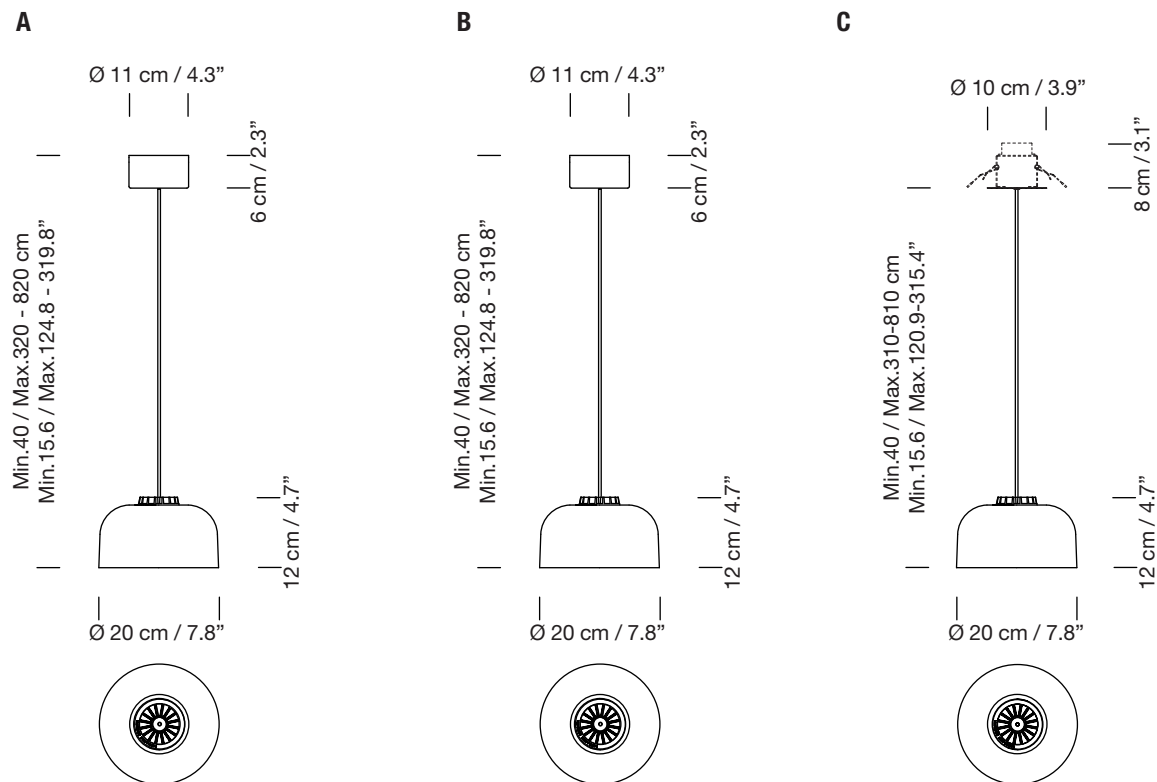 A
Ø 11 cm / 4.3”
6 cm / 2.3”
Min.40 / Max.320 - 820 cm
Min.15.6 / Max.124.8 - 319.8”
12 cm / 4.7”
Ø 20 cm / 7.8”
B
Ø 11 cm / 4.3”
6 cm / 2.3”
Min.40 / Max.320 - 820 cm
Min.15.6 / Max.124.8 - 319.8”
12 cm / 4.7”
Ø 20 cm / 7.8”
C
Ø 10 cm / 3.9”
8 cm / 3.1”
Min.40 / Max.310-810 cm
Min.15.6 / Max.120.9-315.4”
12 cm / 4.7”
Ø 20 cm / 7.8”